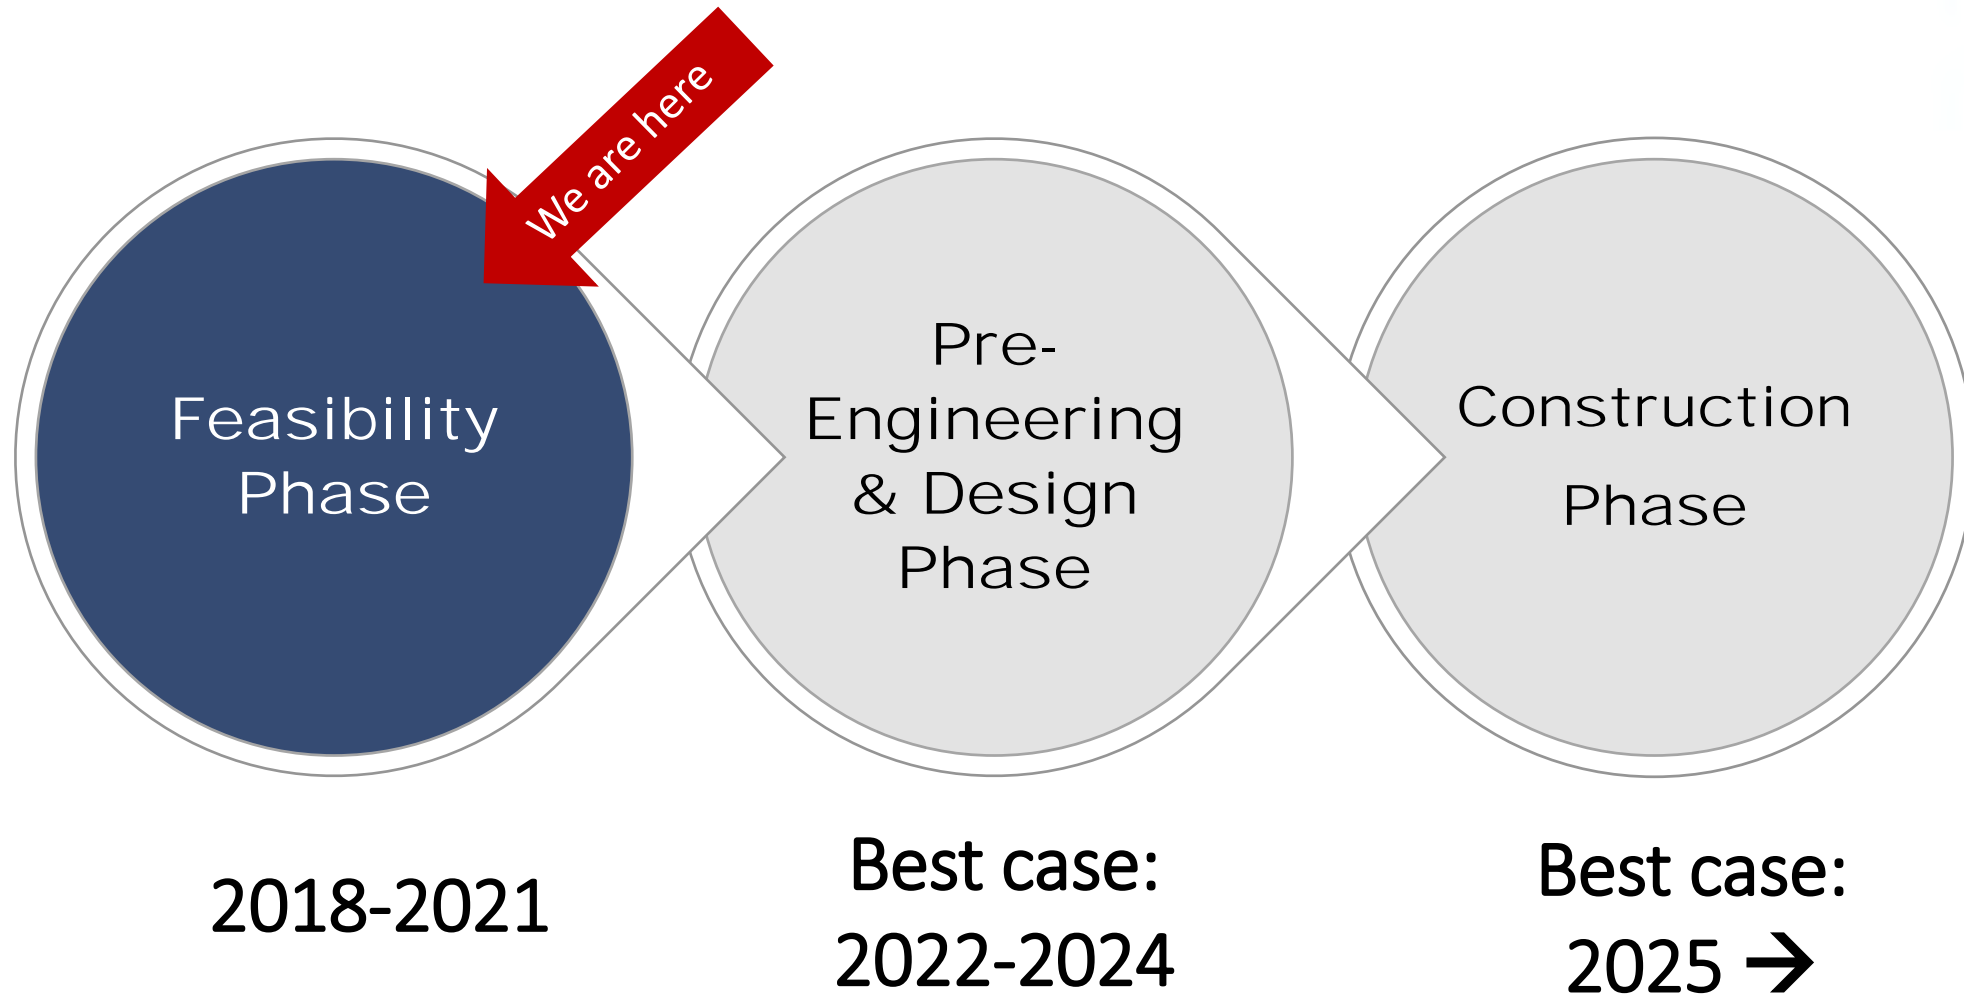 We are here
Feasibility
Phase
Pre-
Engineering
& Design
Phase
Construction
Phase
2018-2021
Best case:
2022-2024
Best case:
2025 →